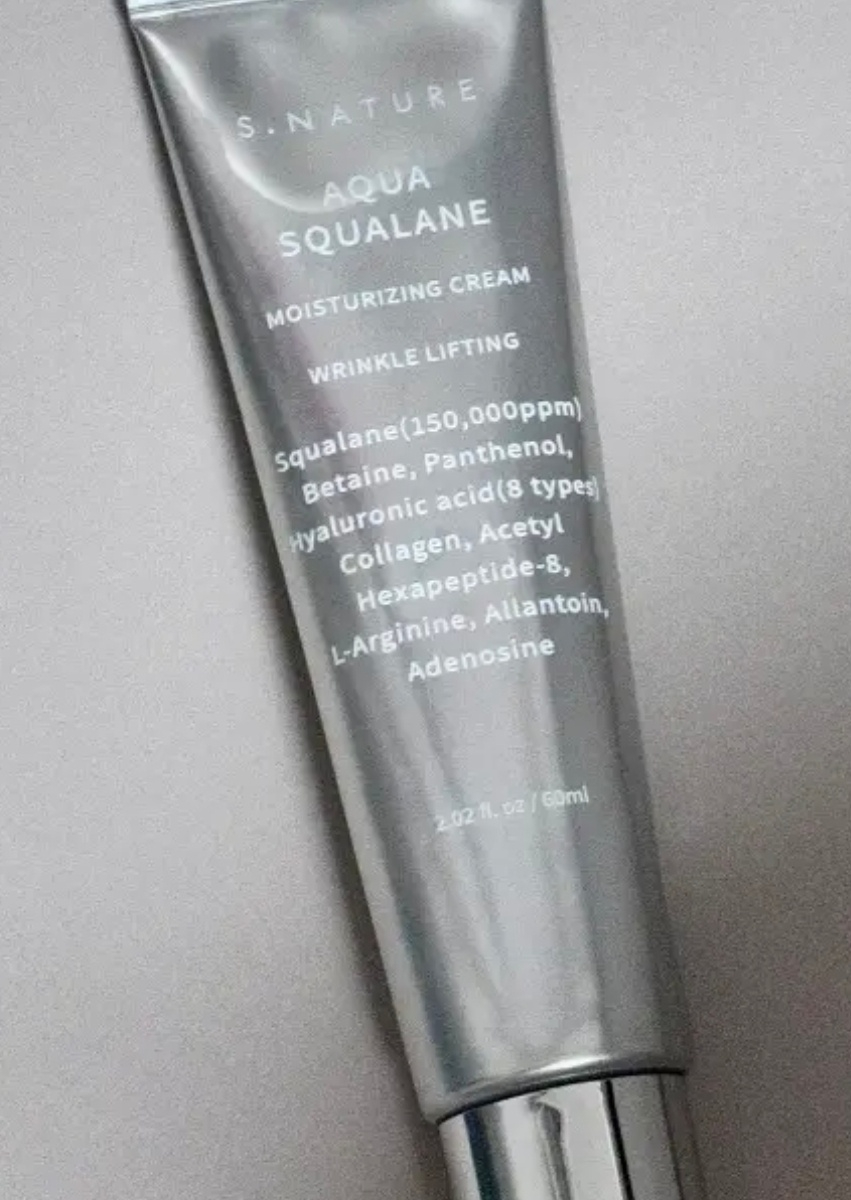 S.NATURE
AQUA
SQUALANE
MOISTURIZING CREAM
WRINKLE LIFTING
Squalane(150,000ppm)
Betaine, Panthenol,
Hyaluronic acid(8 types)
Collagen, Acetyl
Hexapeptide-8,
L-Arginine, Allantoin,
Adenosine
2.02 fl. oz / 60ml